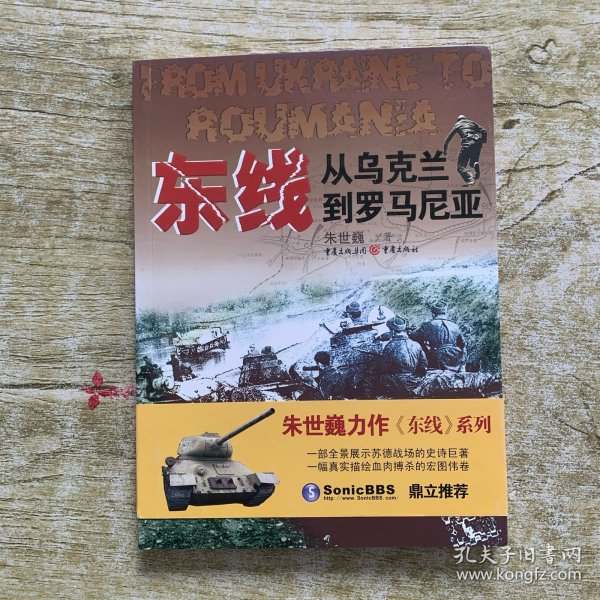 FROM UKRAINE TO
ROUMANIA
东线
从乌克兰
到罗马尼亚
朱世巍 著
重庆出版集团 重庆出版社
朱世巍力作《东线》系列
一部全景展示苏德战场的史诗巨著
一幅真实描绘血肉搏杀的宏图伟卷
S SonicBBS 鼎立推荐
http://www.SonicBBS.com/
孔夫子旧书网
www.kongfz.com